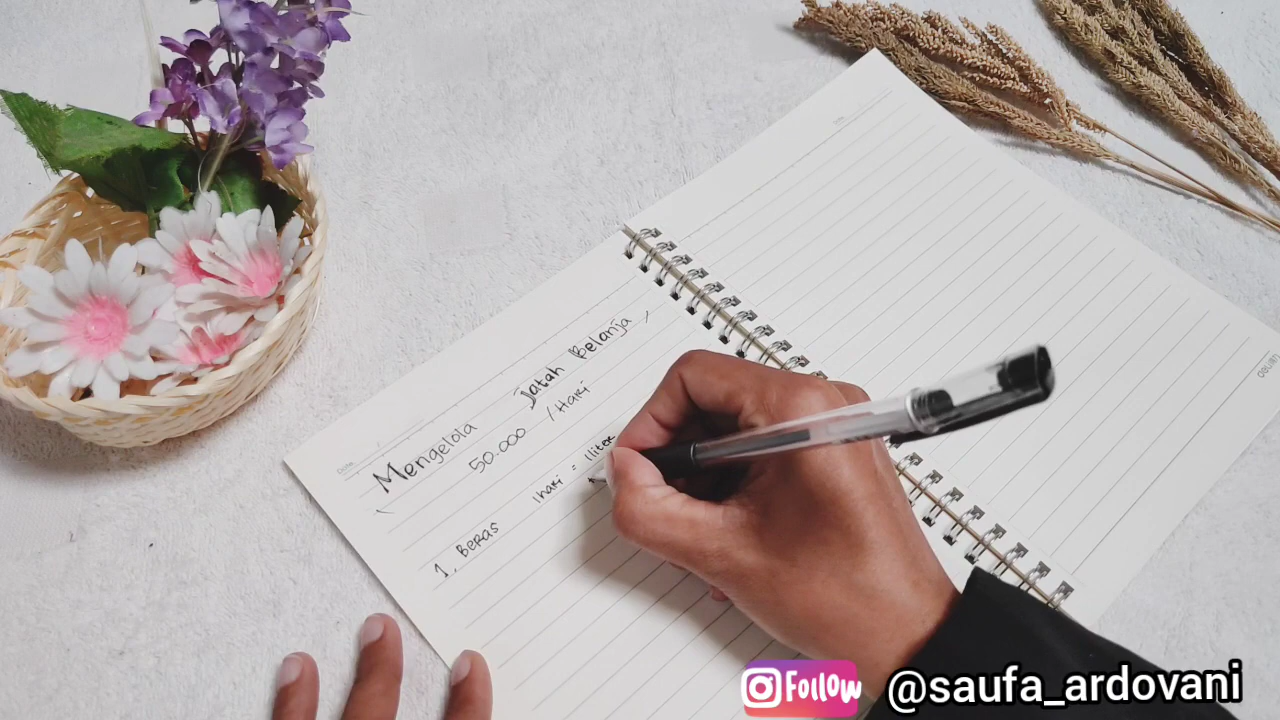 Mengelola Jatah Belanja
50.000 /Hari
1. Beras 1hari = 1liter
Follow @saufa_ardovani